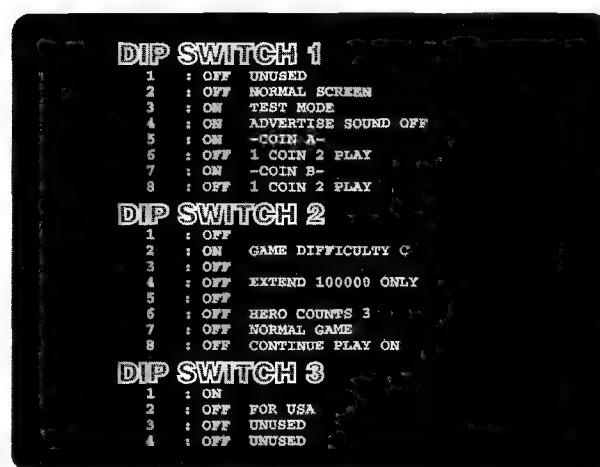 DIP SWITCH 1
1 : OFF UNUSED
2 : OFF NORMAL SCREEN
3 : ON TEST MODE
4 : ON ADVERTISE SOUND OFF
5 : ON -COIN A-
6 : OFF 1 COIN 2 PLAY
7 : ON -COIN B-
8 : OFF 1 COIN 2 PLAY
DIP SWITCH 2
1 : OFF
2 : ON GAME DIFFICULTY C
3 : OFF
4 : OFF EXTEND 100000 ONLY
5 : OFF
6 : OFF HERO COUNTS 3
7 : OFF NORMAL GAME
8 : OFF CONTINUE PLAY ON
DIP SWITCH 3
1 : ON
2 : OFF FOR USA
3 : OFF UNUSED
4 : OFF UNUSED